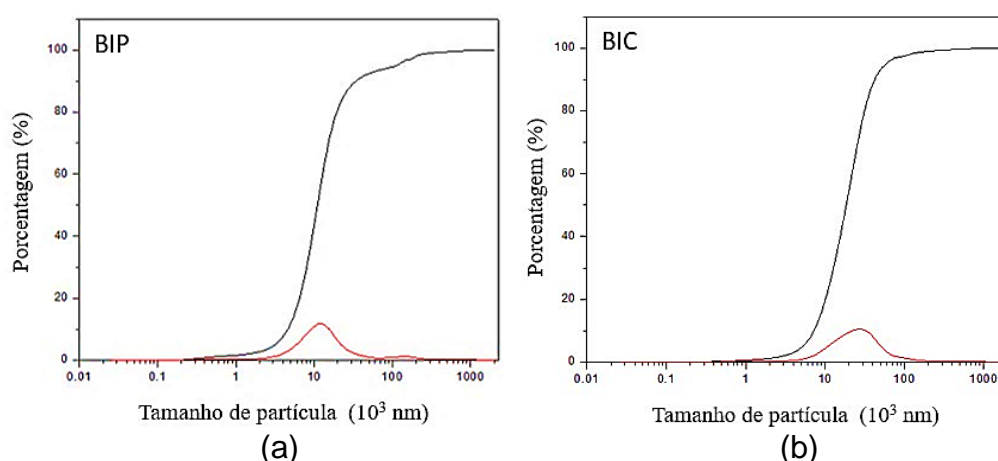 BIP
100
80
60
40
20
0
0.01 0.1 1 10 100 1000
Porcentagem (%)
Tamanho de partícula (10³ nm)
(a)
BIC
100
80
60
40
20
0
0.01 0.1 1 10 100 1000
Porcentagem (%)
Tamanho de partícula (10³ nm)
(b)